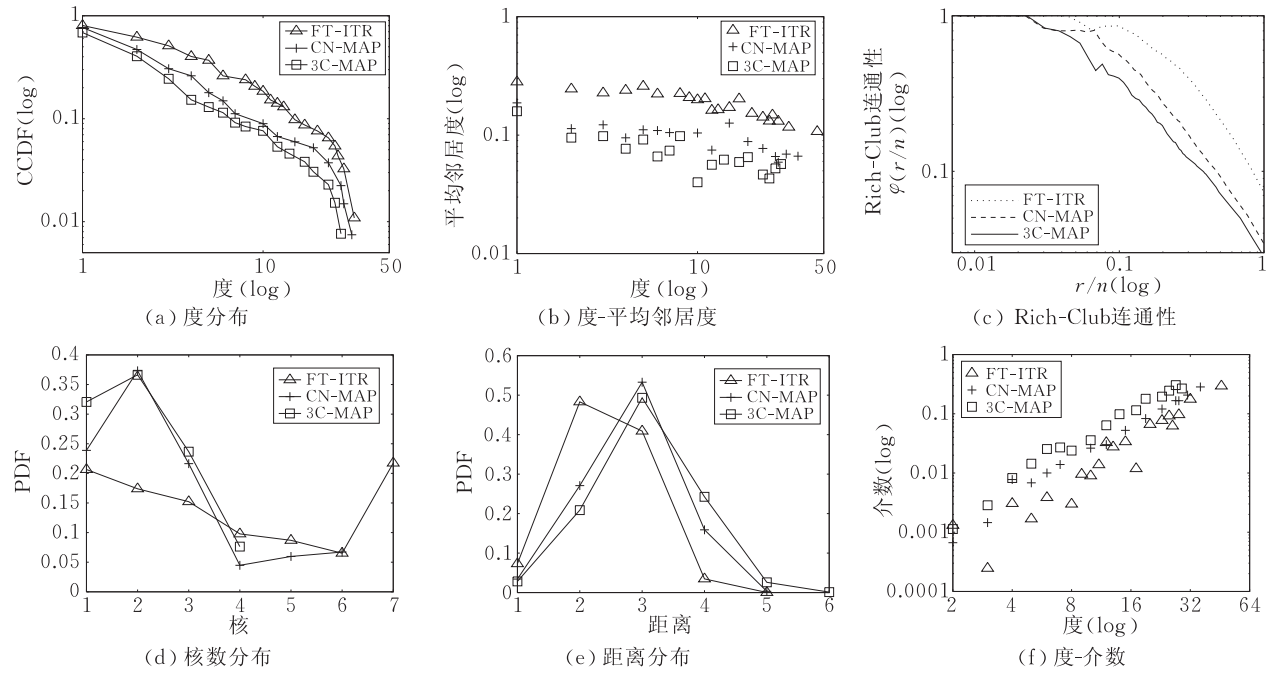 1
0.1
0.01
1
10
50
CCDF(log)
度(log)
FT-ITR
CN-MAP
3C-MAP
(a) 度分布
1
0.1
0.01
1
10
50
平均邻居度(log)
度(log)
FT-ITR
CN-MAP
3C-MAP
(b) 度-平均邻居度
1
0.1
0.01
0.1
1
Rich-Club连通性
φ(r/n)(log)
r/n(log)
FT-ITR
CN-MAP
3C-MAP
(c) Rich-Club连通性
0.4
0.35
0.3
0.25
0.2
0.15
0.1
0.05
0
1
2
3
4
5
6
7
PDF
核
FT-ITR
CN-MAP
3C-MAP
(d) 核数分布
0.6
0.5
0.4
0.3
0.2
0.1
0
1
2
3
4
5
6
PDF
距离
FT-ITR
CN-MAP
3C-MAP
(e) 距离分布
1
0.1
0.01
0.001
0.0001
2
4
8
16
32
64
介数(log)
度(log)
FT-ITR
CN-MAP
3C-MAP
(f) 度-介数